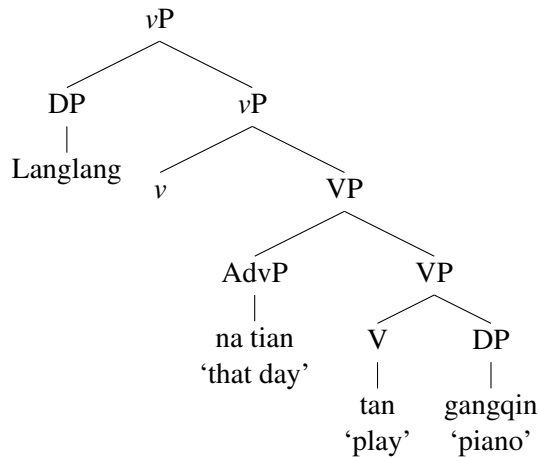 vP
DP vP
Langlang v VP
AdvP VP
na tian V DP
‘that day’ tan gangqin
‘play’ ‘piano’